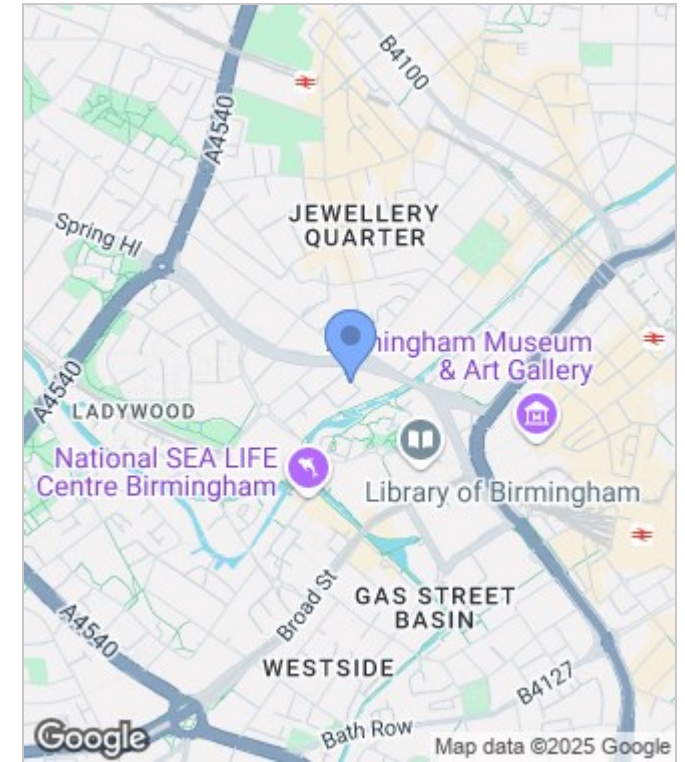 B4100
A4540
JEWELLERY
QUARTER
Spring Hl
mingham Museum
& Art Gallery
A4540
LADYWOOD
National SEA LIFE
Centre Birmingham
Library of Birmingham
Broad St
GAS STREET
BASIN
A4540
WESTSIDE
B4127
Bath Row
Google
Map data ©2025 Google